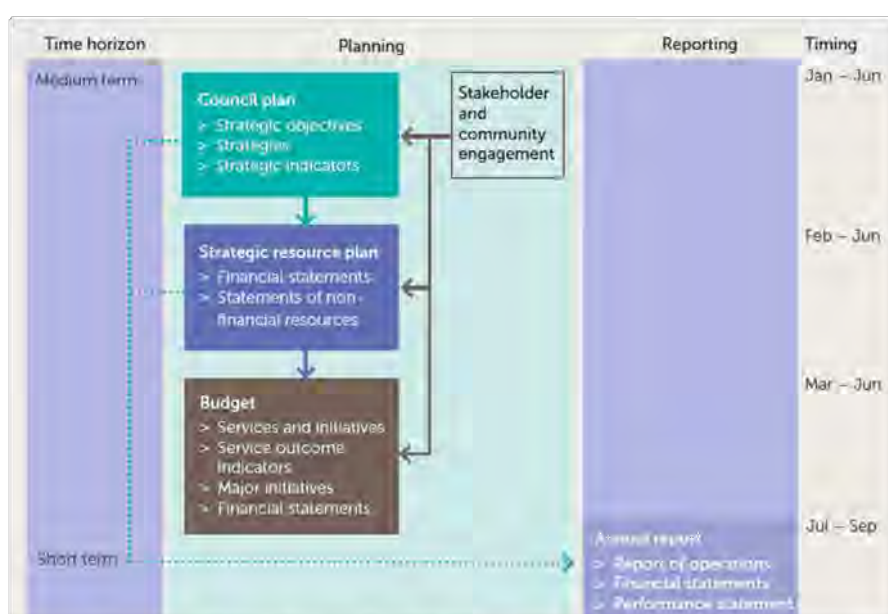 Time horizon
Planning
Reporting
Timing
Medium term
Council plan
> Strategic objectives
> Strategies
> Strategic indicators
Stakeholder
and
community
engagement
Jan – Jun
Strategic resource plan
> Financial statements
> Statements of non-
financial resources
Feb – Jun
Budget
> Services and initiatives
> Service outcome
indicators
> Major initiatives
> Financial statements
Mar – Jun
Jul – Sep
Short term
Annual report
> Report of operations
> Financial statements
> Performance statement